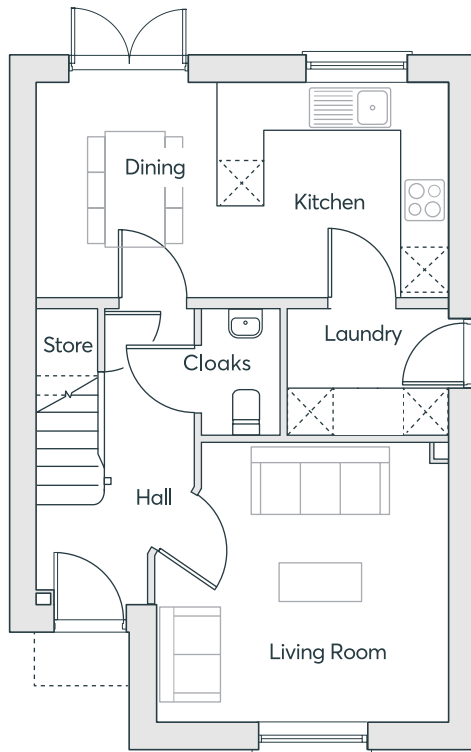 Dining
Kitchen
Store
Cloaks
Laundry
Hall
Living Room